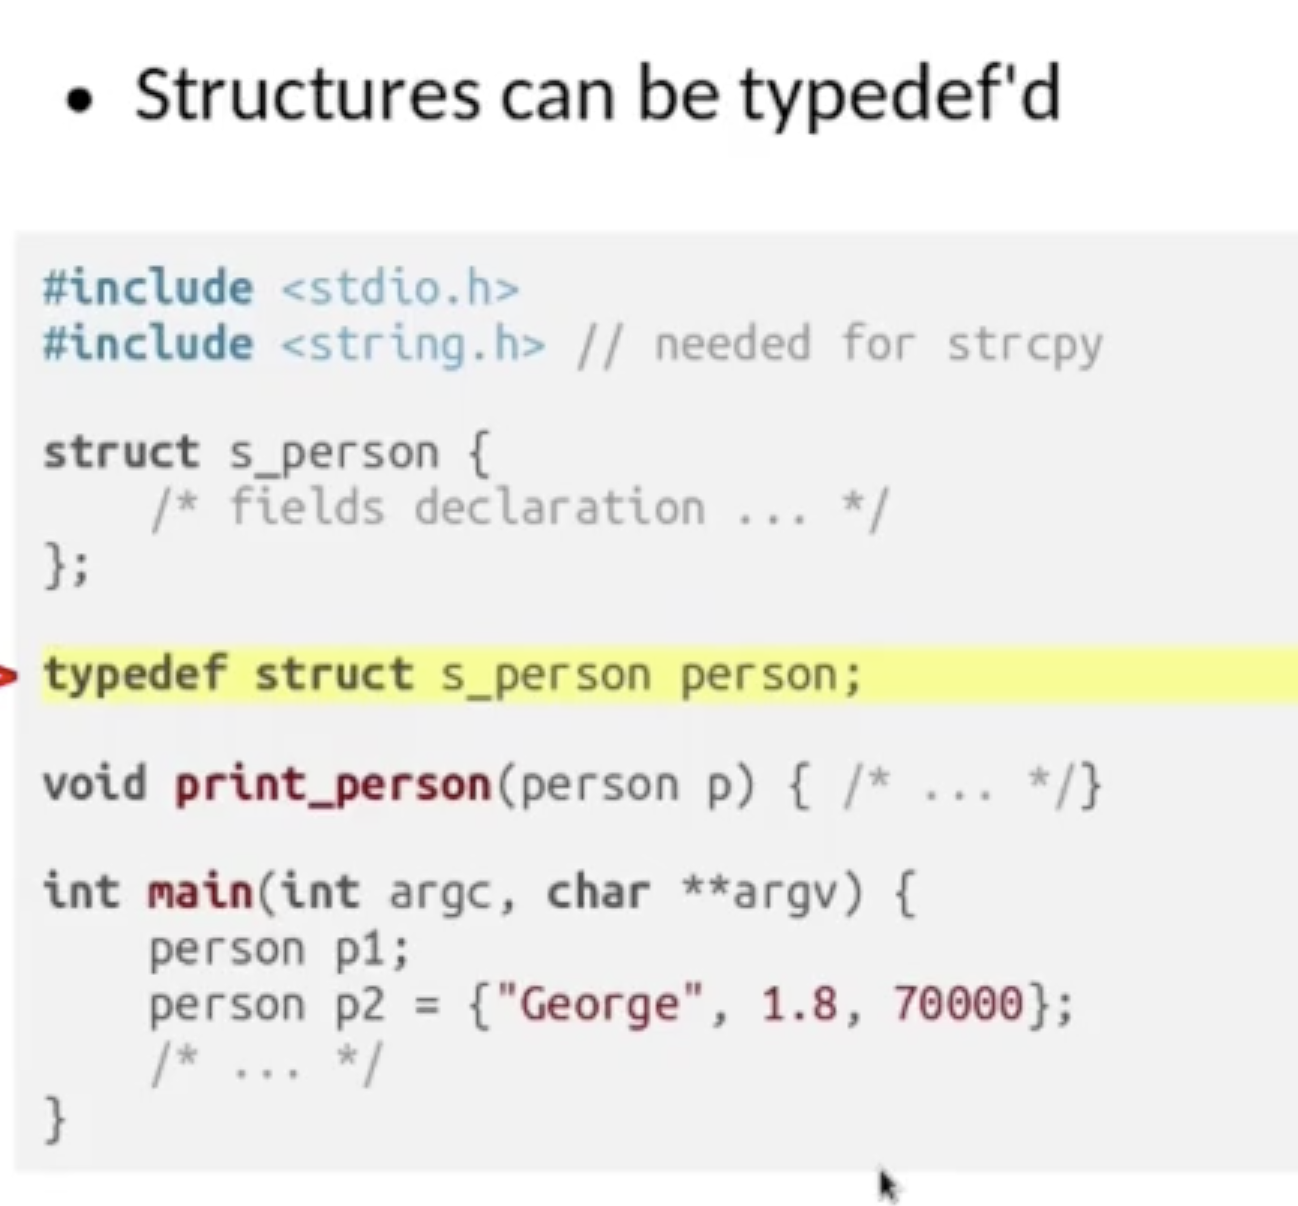 • Structures can be typedef'd
#include <stdio.h>
#include <string.h> // needed for strcpy
struct s_person {
    /* fields declaration ... */
};
typedef struct s_person person;
void print_person(person p) { /* ... */}
int main(int argc, char **argv) {
    person p1;
    person p2 = {"George", 1.8, 70000};
    /* ... */
}